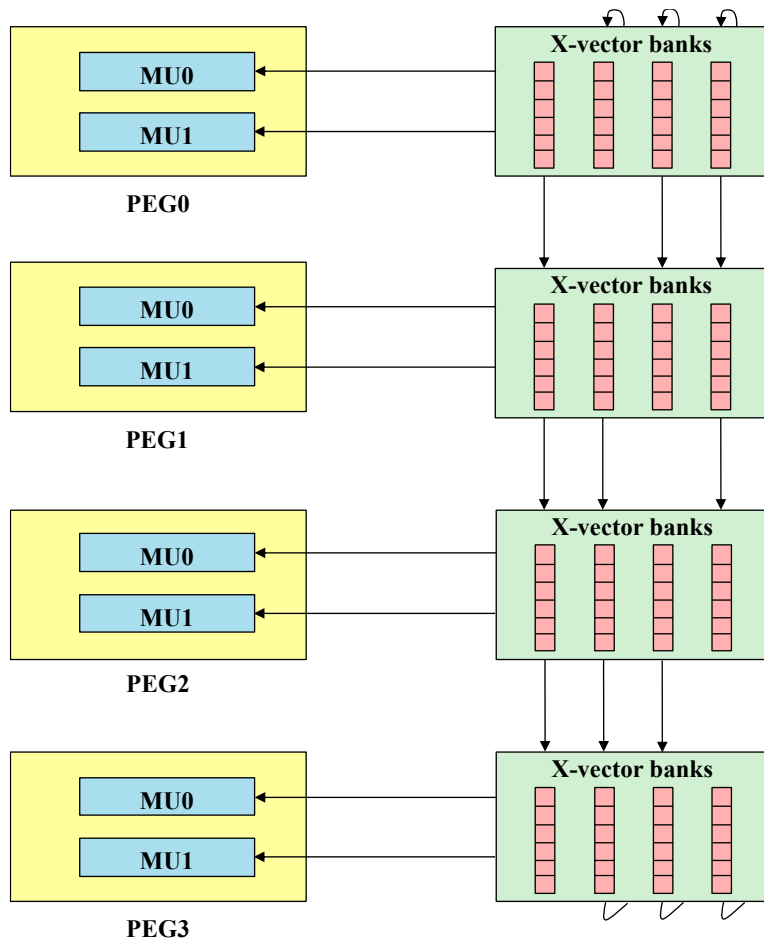 X-vector banks
MU0
MU1
PEG0
X-vector banks
MU0
MU1
PEG1
X-vector banks
MU0
MU1
PEG2
X-vector banks
MU0
MU1
PEG3